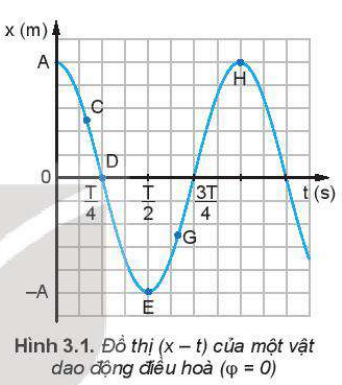 x (m)
A
H
C
D
0
T/4
T/2
3T/4
t (s)
G
–A
E
Hình 3.1. Đồ thị (x – t) của một vật
dao động điều hoà (φ = 0)